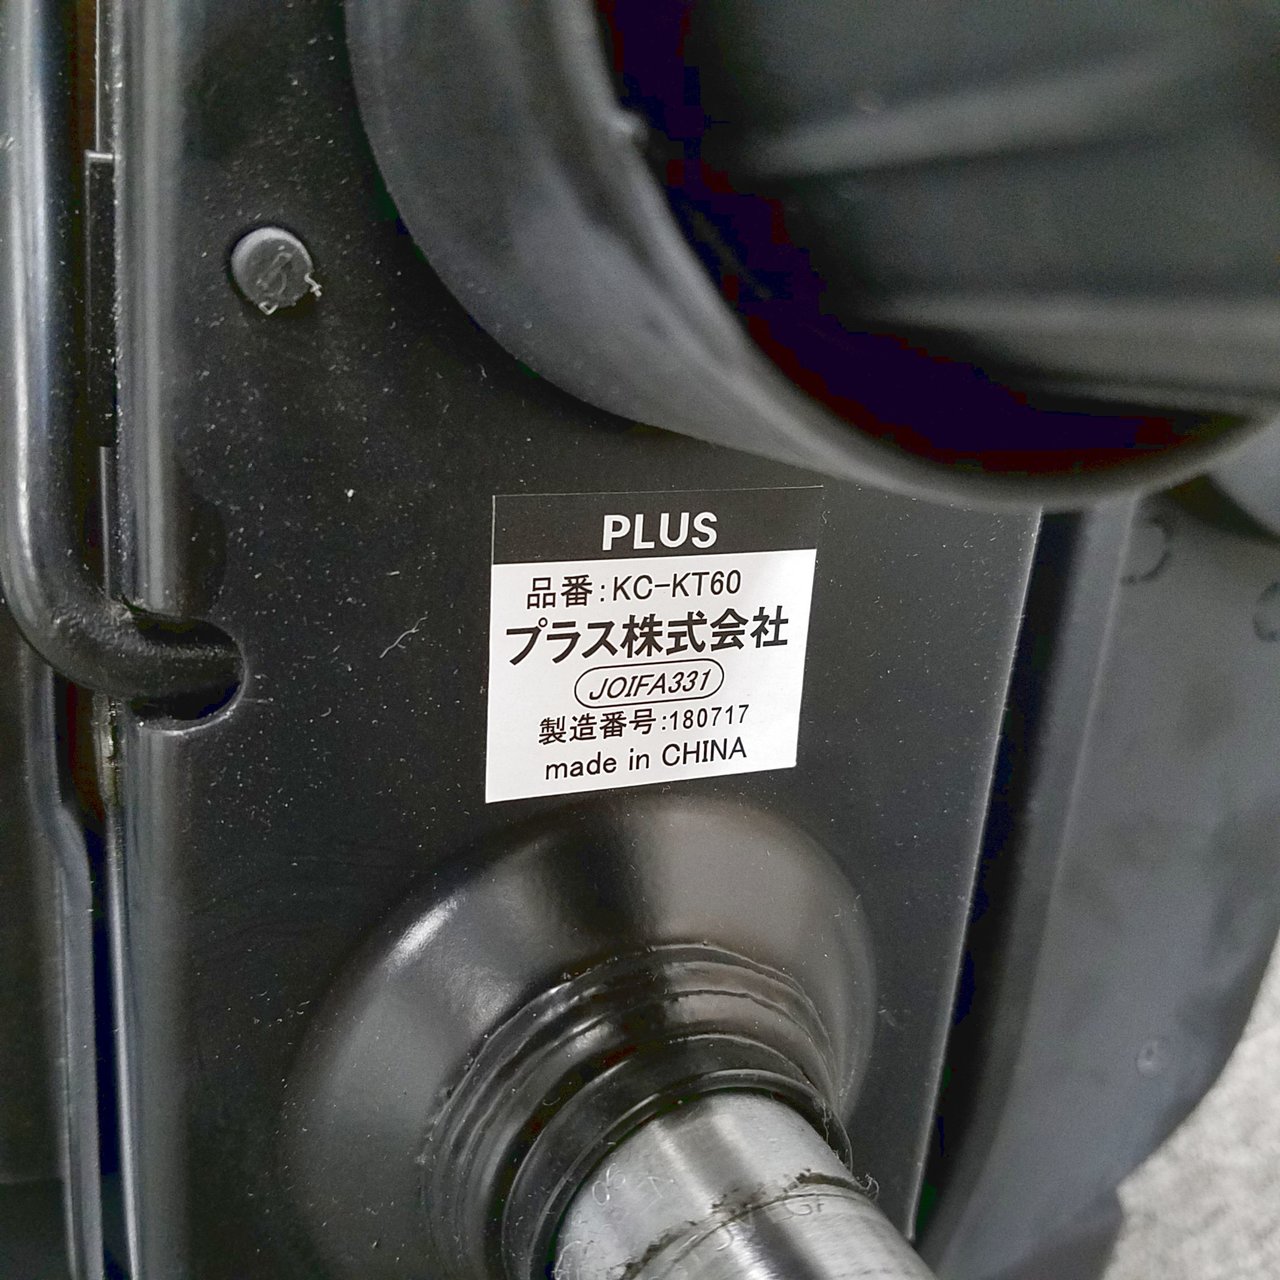 PLUS
品番:KC-KT60
プラス株式会社
JOIFA331
製造番号:180717
made in CHINA